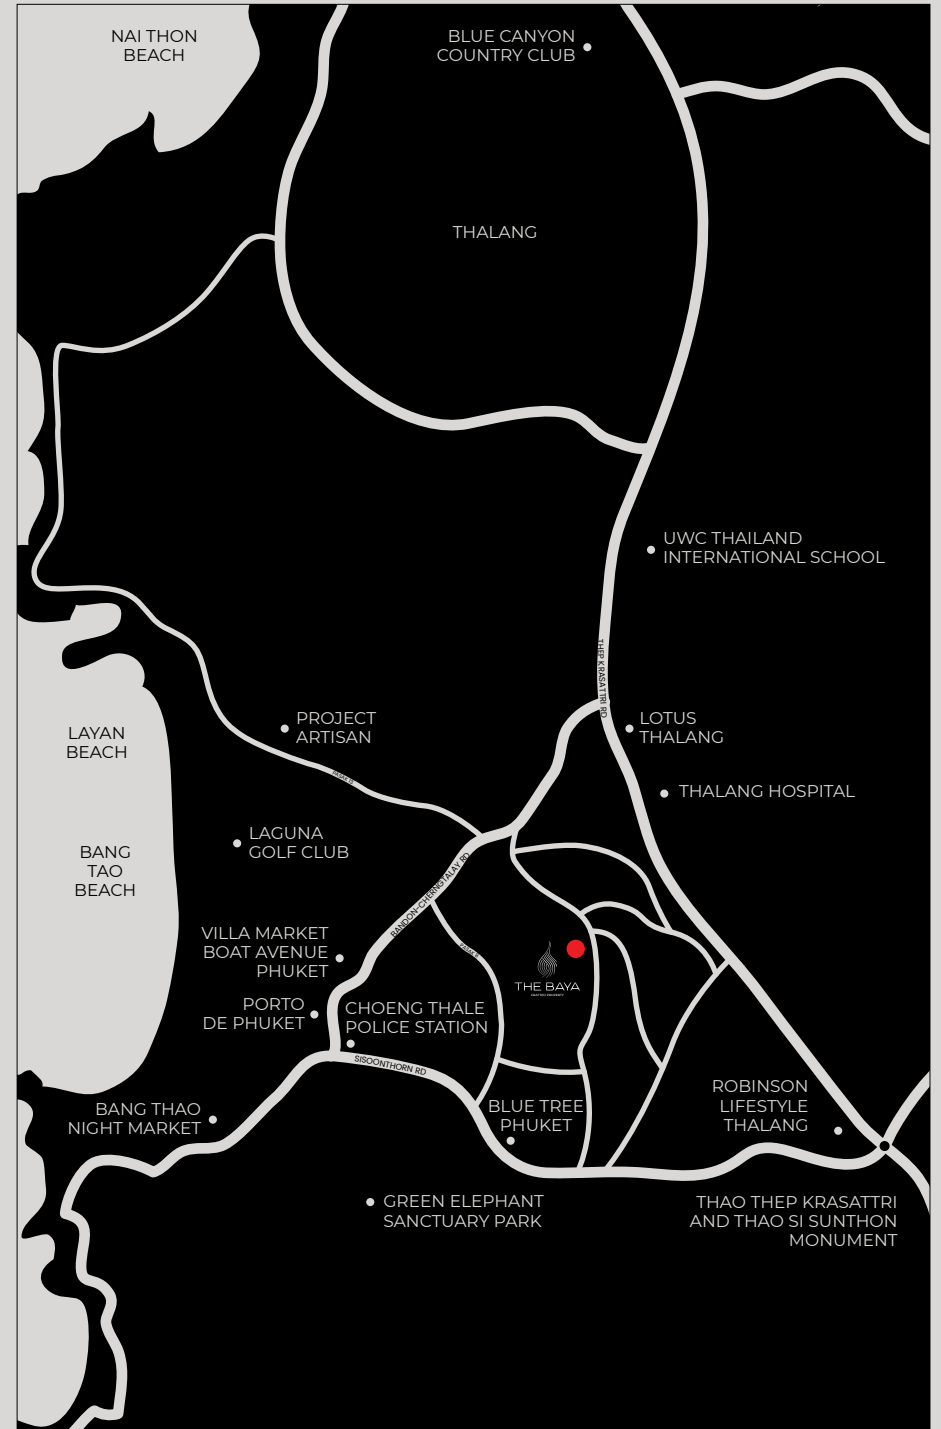 NAI THON
BEACH
BLUE CANYON
COUNTRY CLUB
THALANG
UWC THAILAND
INTERNATIONAL SCHOOL
THEP KRASATTRI RD
PROJECT
ARTISAN
LOTUS
THALANG
LAYAN
BEACH
THALANG HOSPITAL
LAGUNA
GOLF CLUB
BANG
TAO
BEACH
BANDON-CHERNGTALAY RD
VILLA MARKET
BOAT AVENUE
PHUKET
THE BAYA
PORTO
DE PHUKET
CHOENG THALE
POLICE STATION
SISOONTHORN RD
BANG THAO
NIGHT MARKET
BLUE TREE
PHUKET
ROBINSON
LIFESTYLE
THALANG
GREEN ELEPHANT
SANCTUARY PARK
THAO THEP KRASATTRI
AND THAO SI SUNTHON
MONUMENT